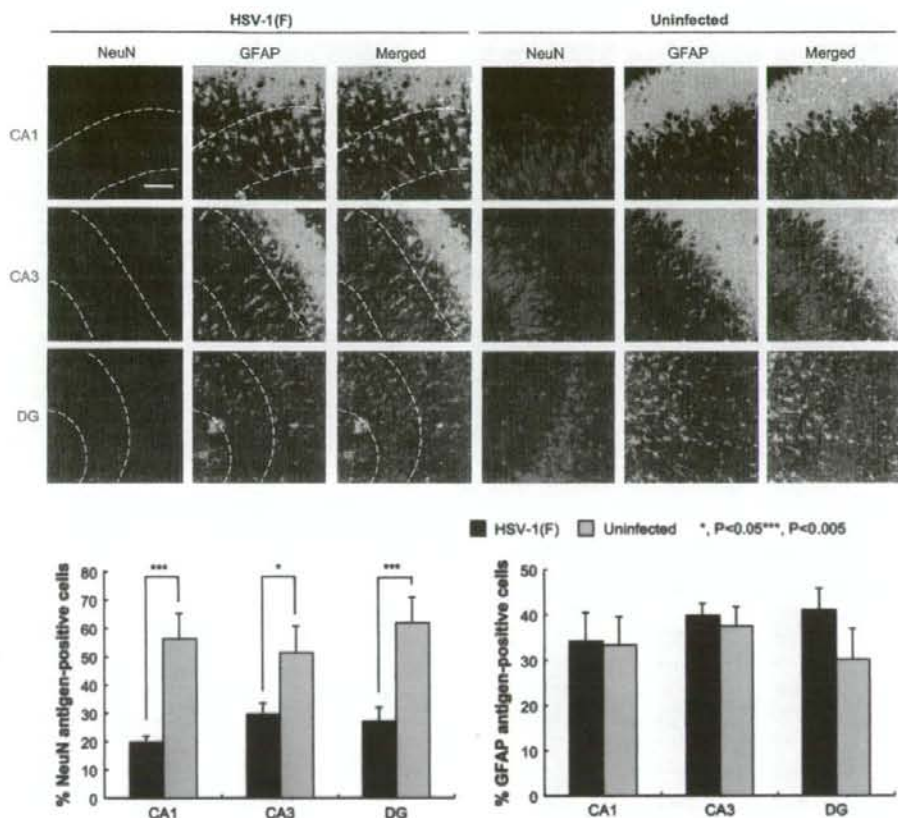 HSV-1(F) Uninfected
NeuN GFAP Merged NeuN GFAP Merged
CA1
CA3
DG
HSV-1(F) Uninfected *, P<0.05***, P<0.005
% NeuN antigen-positive cells
80
70
60
50
40
30
20
10
0
*** * ***
CA1 CA3 DG
% GFAP antigen-positive cells
50
40
30
20
10
0
CA1 CA3 DG